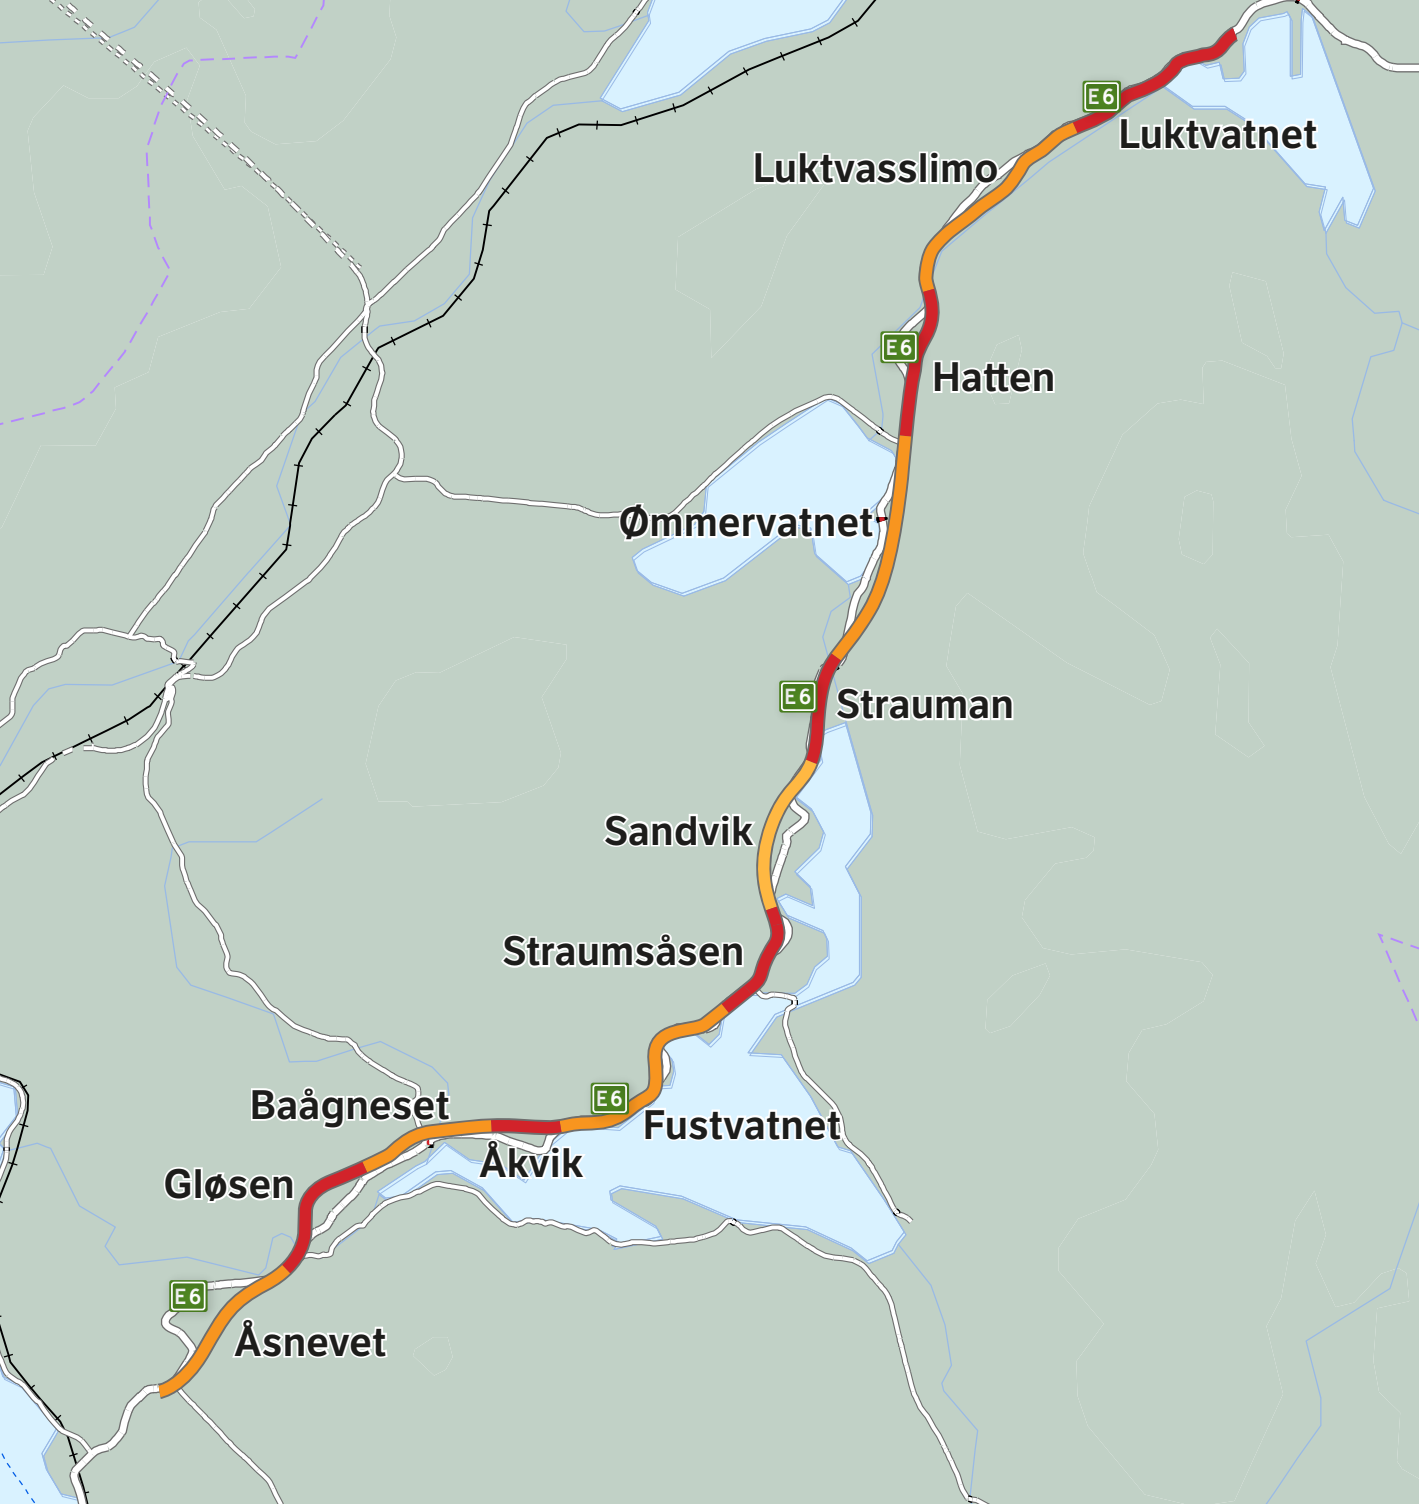 E6
Luktvatnet
Luktvasslimo
E6
Hatten
Ømmervatnet
E6
Strauman
Sandvik
Straumsåsen
E6
Baågneset
Fustvatnet
Åkvik
Gløsen
E6
Åsnevet